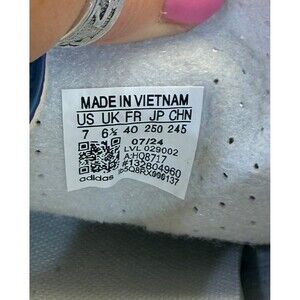 MADE IN VIETNAM
US UK FR JP CHN
7 6½ 40 250 245
07/24
LVL 029002
A:HQ8717
#132804960
adidas